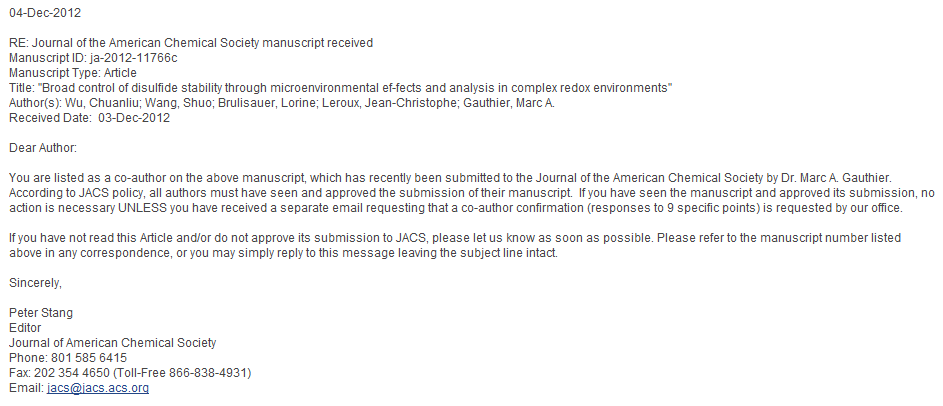 04-Dec-2012
RE: Journal of the American Chemical Society manuscript received
Manuscript ID: ja-2012-11766c
Manuscript Type: Article
Title: "Broad control of disulfide stability through microenvironmental ef-fects and analysis in complex redox environments"
Author(s): Wu, Chuanliu; Wang, Shuo; Brulisauer, Lorine; Leroux, Jean-Christophe; Gauthier, Marc A.
Received Date:  03-Dec-2012
Dear Author:
You are listed as a co-author on the above manuscript, which has recently been submitted to the Journal of the American Chemical Society by Dr. Marc A. Gauthier.
According to JACS policy, all authors must have seen and approved the submission of their manuscript.  If you have seen the manuscript and approved its submission, no
action is necessary UNLESS you have received a separate email requesting that a co-author confirmation (responses to 9 specific points) is requested by our office.
If you have not read this Article and/or do not approve its submission to JACS, please let us know as soon as possible. Please refer to the manuscript number listed
above in any correspondence, or you may simply reply to this message leaving the subject line intact.
Sincerely,
Peter Stang
Editor
Journal of American Chemical Society
Phone: 801 585 6415
Fax: 202 354 4650 (Toll-Free 866-838-4931)
Email: jacs@jacs.acs.org